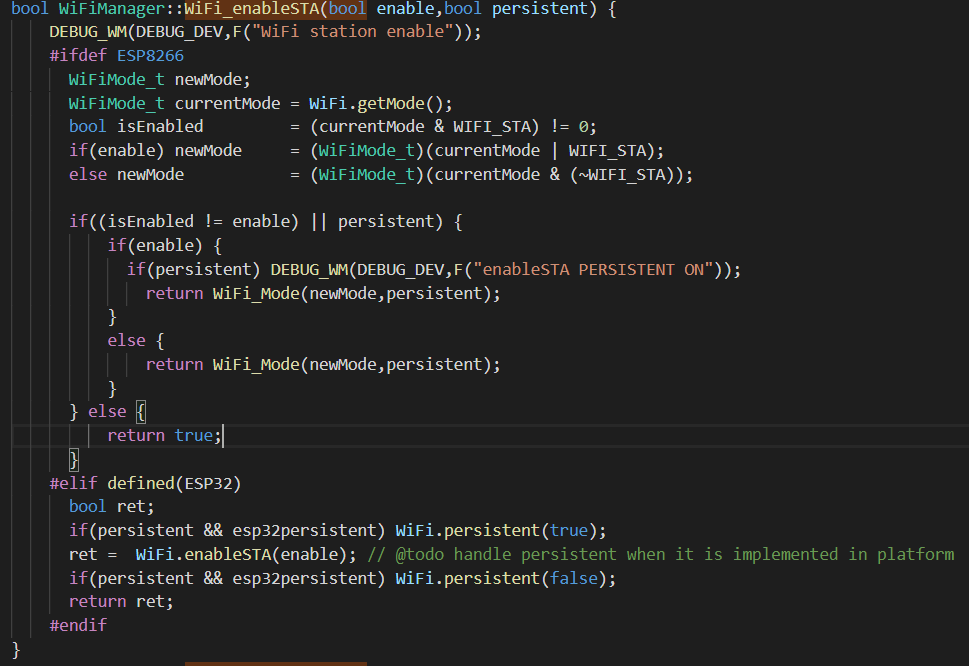 bool WiFiManager::WiFi_enableSTA(bool enable,bool persistent) {
DEBUG_WM(DEBUG_DEV,F("WiFi station enable"));
#ifdef ESP8266
WiFiMode_t newMode;
WiFiMode_t currentMode = WiFi.getMode();
bool isEnabled         = (currentMode & WIFI_STA) != 0;
if(enable) newMode     = (WiFiMode_t)(currentMode | WIFI_STA);
else newMode           = (WiFiMode_t)(currentMode & (~WIFI_STA));
if((isEnabled != enable) || persistent) {
if(enable) {
if(persistent) DEBUG_WM(DEBUG_DEV,F("enableSTA PERSISTENT ON"));
return WiFi_Mode(newMode,persistent);
}
else {
return WiFi_Mode(newMode,persistent);
}
} else {
return true;
}
#elif defined(ESP32)
bool ret;
if(persistent && esp32persistent) WiFi.persistent(true);
ret =  WiFi.enableSTA(enable); // @todo handle persistent when it is implemented in platform
if(persistent && esp32persistent) WiFi.persistent(false);
return ret;
#endif
}